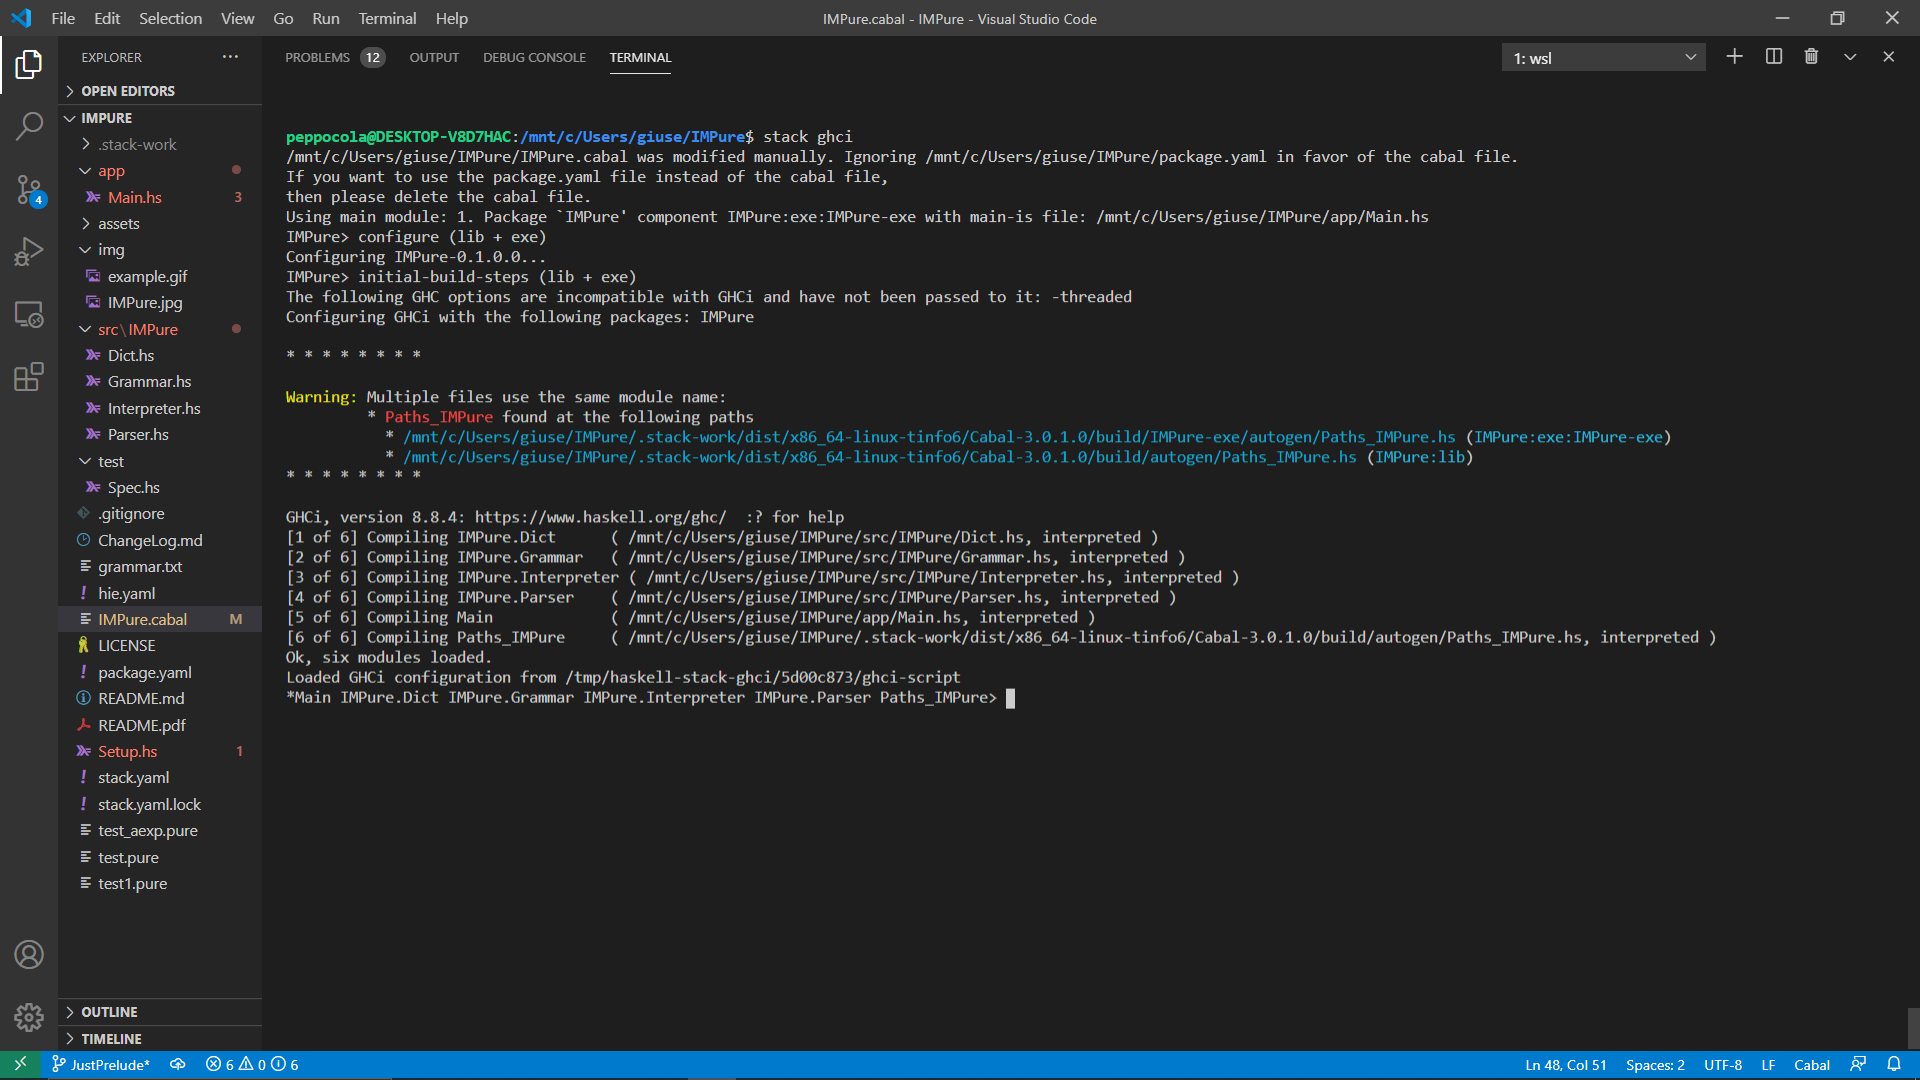 File Edit Selection View Go Run Terminal Help
IMPure.cabal - IMPure - Visual Studio Code
EXPLORER
OPEN EDITORS
IMPURE
.stack-work
app
Main.hs 3
assets
img
example.gif
IMPure.jpg
src\IMPure
Dict.hs
Grammar.hs
Interpreter.hs
Parser.hs
test
Spec.hs
.gitignore
ChangeLog.md
grammar.txt
! hie.yaml
IMPure.cabal M
LICENSE
! package.yaml
README.md
README.pdf
Setup.hs 1
! stack.yaml
! stack.yaml.lock
test_aexp.pure
test.pure
test1.pure
OUTLINE
TIMELINE
4
PROBLEMS 12 OUTPUT DEBUG CONSOLE TERMINAL
1: wsl
peppocola@DESKTOP-V8D7HAC:/mnt/c/Users/giuse/IMPure$ stack ghci
/mnt/c/Users/giuse/IMPure/IMPure.cabal was modified manually. Ignoring /mnt/c/Users/giuse/IMPure/package.yaml in favor of the cabal file.
If you want to use the package.yaml file instead of the cabal file,
then please delete the cabal file.
Using main module: 1. Package `IMPure' component IMPure:exe:IMPure-exe with main-is file: /mnt/c/Users/giuse/IMPure/app/Main.hs
IMPure> configure (lib + exe)
Configuring IMPure-0.1.0.0...
IMPure> initial-build-steps (lib + exe)
The following GHC options are incompatible with GHCi and have not been passed to it: -threaded
Configuring GHCi with the following packages: IMPure
* * * * * * * *
Warning: Multiple files use the same module name:
* Paths_IMPure found at the following paths
* /mnt/c/Users/giuse/IMPure/.stack-work/dist/x86_64-linux-tinfo6/Cabal-3.0.1.0/build/IMPure-exe/autogen/Paths_IMPure.hs (IMPure:exe:IMPure-exe)
* /mnt/c/Users/giuse/IMPure/.stack-work/dist/x86_64-linux-tinfo6/Cabal-3.0.1.0/build/autogen/Paths_IMPure.hs (IMPure:lib)
* * * * * * * *
GHCi, version 8.8.4: https://www.haskell.org/ghc/  :? for help
[1 of 6] Compiling IMPure.Dict      ( /mnt/c/Users/giuse/IMPure/src/IMPure/Dict.hs, interpreted )
[2 of 6] Compiling IMPure.Grammar   ( /mnt/c/Users/giuse/IMPure/src/IMPure/Grammar.hs, interpreted )
[3 of 6] Compiling IMPure.Interpreter ( /mnt/c/Users/giuse/IMPure/src/IMPure/Interpreter.hs, interpreted )
[4 of 6] Compiling IMPure.Parser    ( /mnt/c/Users/giuse/IMPure/src/IMPure/Parser.hs, interpreted )
[5 of 6] Compiling Main             ( /mnt/c/Users/giuse/IMPure/app/Main.hs, interpreted )
[6 of 6] Compiling Paths_IMPure     ( /mnt/c/Users/giuse/IMPure/.stack-work/dist/x86_64-linux-tinfo6/Cabal-3.0.1.0/build/autogen/Paths_IMPure.hs, interpreted )
Ok, six modules loaded.
Loaded GHCi configuration from /tmp/haskell-stack-ghci/5d00c873/ghci-script
*Main IMPure.Dict IMPure.Grammar IMPure.Interpreter IMPure.Parser Paths_IMPure>
JustPrelude* 6 0 6
Ln 48, Col 51 Spaces: 2 UTF-8 LF Cabal